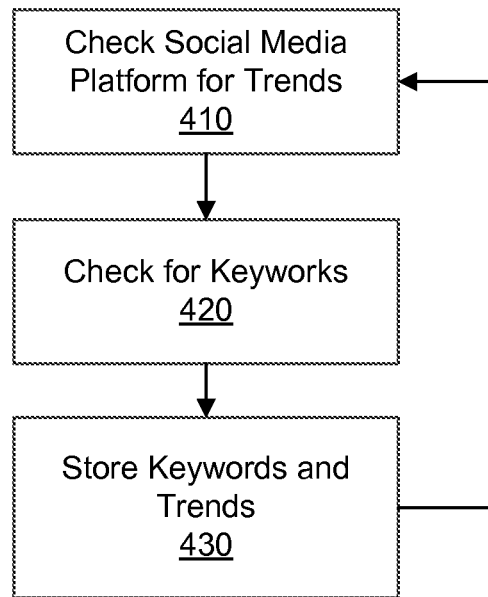 Check Social Media
Platform for Trends
410
Check for Keyworks
420
Store Keywords and
Trends
430